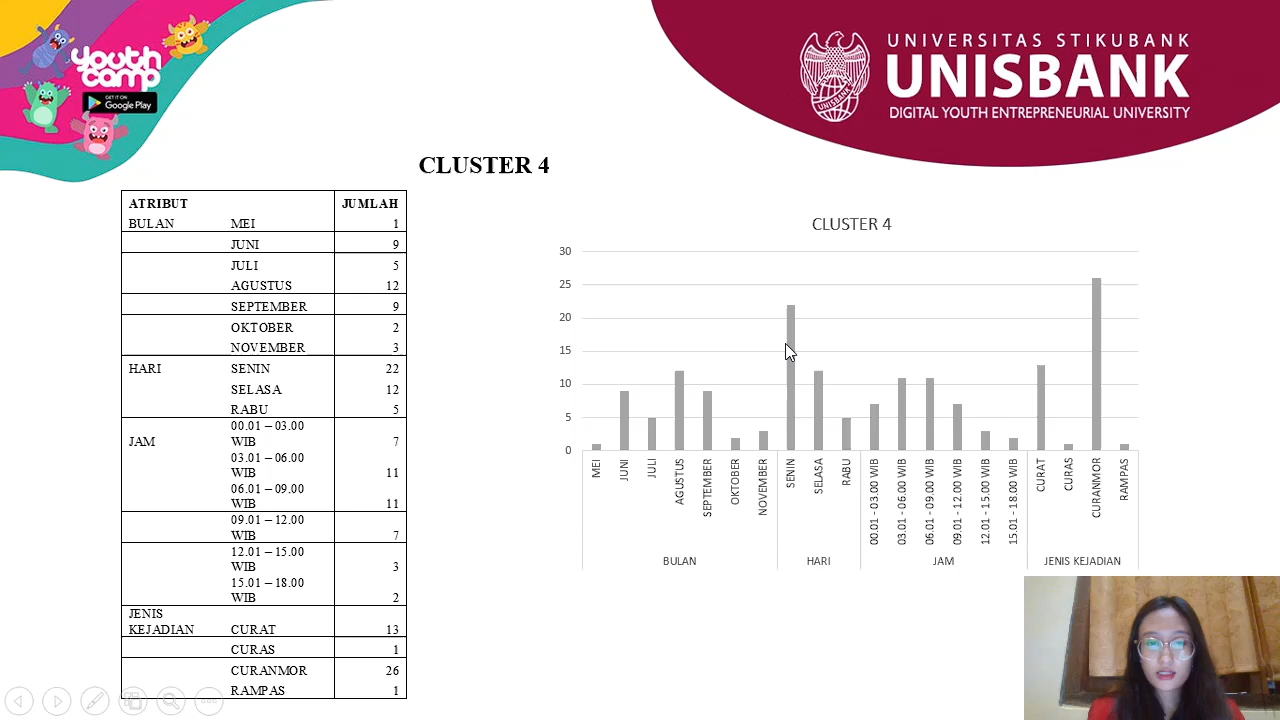 youth
camp
GET IT ON
Google Play
UNIVERSITAS STIKUBANK
UNISBANK
DIGITAL YOUTH ENTREPRENEURIAL UNIVERSITY
UNISBANK
CLUSTER 4
ATRIBUT JUMLAH
BULAN MEI 1
JUNI 9
JULI 5
AGUSTUS 12
SEPTEMBER 9
OKTOBER 2
NOVEMBER 3
HARI SENIN 22
SELASA 12
RABU 5
00.01 – 03.00
JAM WIB 7
03.01 – 06.00
WIB 11
06.01 – 09.00
WIB 11
09.01 – 12.00
WIB 7
12.01 – 15.00
WIB 3
15.01 – 18.00
WIB 2
JENIS
KEJADIAN CURAT 13
CURAS 1
CURANMOR 26
RAMPAS 1
CLUSTER 4
30
25
20
15
10
5
0
MEI
JUNI
JULI
AGUSTUS
SEPTEMBER
OKTOBER
NOVEMBER
SENIN
SELASA
RABU
00.01 - 03.00 WIB
03.01 - 06.00 WIB
06.01 - 09.00 WIB
09.01 - 12.00 WIB
12.01 - 15.00 WIB
15.01 - 18.00 WIB
CURAT
CURAS
CURANMOR
RAMPAS
BULAN HARI JAM JENIS KEJADIAN